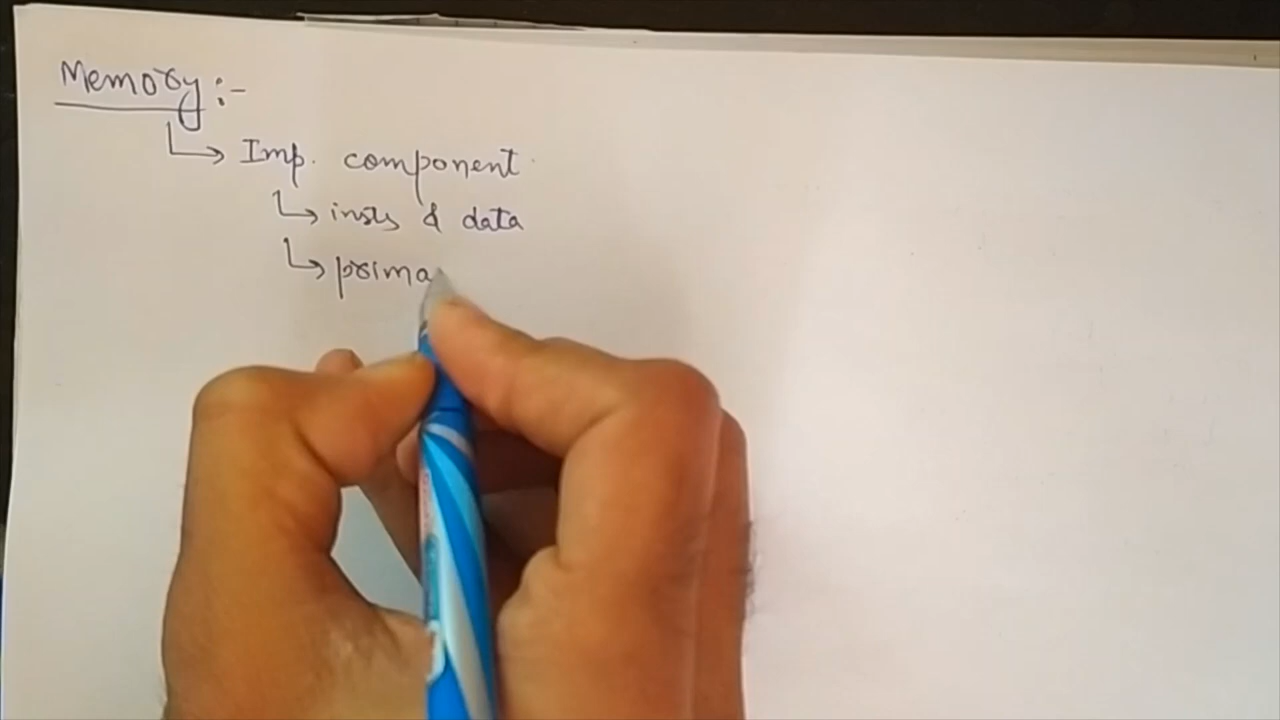 Memory :-
Imp. component
insts & data
prima